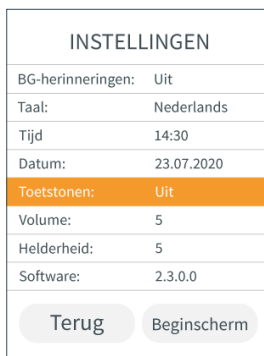 INSTELLINGEN
BG-herinneringen: Uit
Taal: Nederlands
Tijd 14:30
Datum: 23.07.2020
Toetstonen: Uit
Volume: 5
Helderheid: 5
Software: 2.3.0.0
Terug Beginscherm